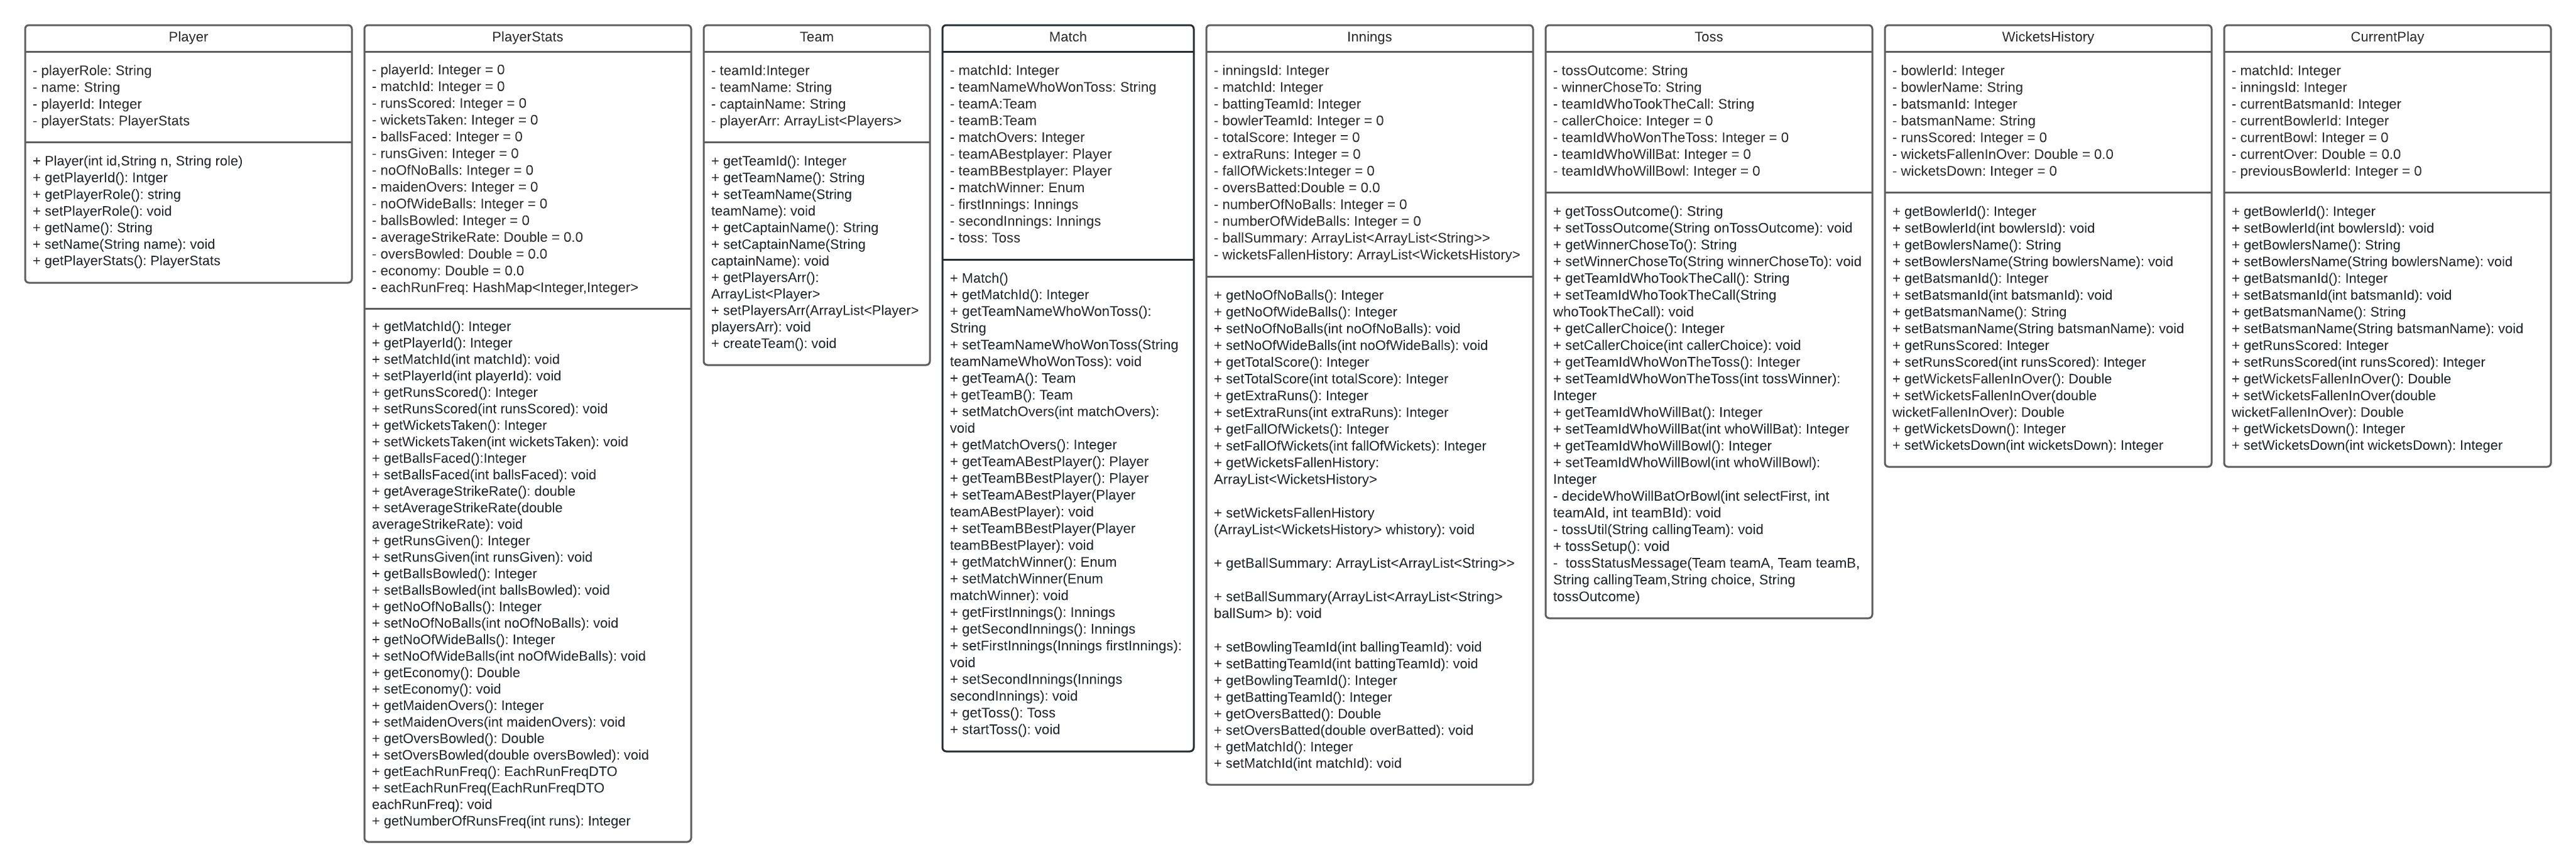 Player
- playerRole: String
- name: String
- playerId: Integer
- playerStats: PlayerStats
+ Player(int id,String n, String role)
+ getPlayerId(): Intger
+ getPlayerRole(): string
+ setPlayerRole(): void
+ getName(): String
+ setName(String name): void
+ getPlayerStats(): PlayerStats
PlayerStats
- playerId: Integer = 0
- matchId: Integer = 0
- runsScored: Integer = 0
- wicketsTaken: Integer = 0
- ballsFaced: Integer = 0
- runsGiven: Integer = 0
- noOfNoBalls: Integer = 0
- maidenOvers: Integer = 0
- noOfWideBalls: Integer = 0
- ballsBowled: Integer = 0
- averageStrikeRate: Double = 0.0
- oversBowled: Double = 0.0
- economy: Double = 0.0
- eachRunFreq: HashMap<Integer,Integer>
+ getMatchId(): Integer
+ getPlayerId(): Integer
+ setMatchId(int matchId): void
+ setPlayerId(int playerId): void
+ getRunsScored(): Integer
+ setRunsScored(int runsScored): void
+ getWicketsTaken(): Integer
+ setWicketsTaken(int wicketsTaken): void
+ getBallsFaced():Integer
+ setBallsFaced(int ballsFaced): void
+ getAverageStrikeRate(): double
+ setAverageStrikeRate(double
averageStrikeRate): void
+ getRunsGiven(): Integer
+ setRunsGiven(int runsGiven): void
+ getBallsBowled(): Integer
+ setBallsBowled(int ballsBowled): void
+ getNoOfNoBalls(): Integer
+ setNoOfNoBalls(int noOfNoBalls): void
+ getNoOfWideBalls(): Integer
+ setNoOfWideBalls(int noOfWideBalls): void
+ getEconomy(): Double
+ setEconomy(): void
+ getMaidenOvers(): Integer
+ setMaidenOvers(int maidenOvers): void
+ getOversBowled(): Double
+ setOversBowled(double oversBowled): void
+ getEachRunFreq(): EachRunFreqDTO
+ setEachRunFreq(EachRunFreqDTO
eachRunFreq): void
+ getNumberOfRunsFreq(int runs): Integer
Team
- teamId:Integer
- teamName: String
- captainName: String
- playerArr: ArrayList<Players>
+ getTeamId(): Integer
+ getTeamName(): String
+ setTeamName(String
teamName): void
+ getCaptainName(): String
+ setCaptainName(String
captainName): void
+ getPlayersArr():
ArrayList<Player>
+ setPlayersArr(ArrayList<Player>
playersArr): void
+ createTeam(): void
Match
- matchId: Integer
- teamNameWhoWonToss: String
- teamA:Team
- teamB:Team
- matchOvers: Integer
- teamABestplayer: Player
- teamBBestplayer: Player
- matchWinner: Enum
- firstInnings: Innings
- secondInnings: Innings
- toss: Toss
+ Match()
+ getMatchId(): Integer
+ getTeamNameWhoWonToss():
String
+ setTeamNameWhoWonToss(String
teamNameWhoWonToss): void
+ getTeamA(): Team
+ getTeamB(): Team
+ setMatchOvers(int matchOvers):
void
+ getMatchOvers(): Integer
+ getTeamABestPlayer(): Player
+ getTeamBBestPlayer(): Player
+ setTeamABestPlayer(Player
teamABestPlayer): void
+ setTeamBBestPlayer(Player
teamBBestPlayer): void
+ getMatchWinner(): Enum
+ setMatchWinner(Enum
matchWinner): void
+ getFirstInnings(): Innings
+ getSecondInnings(): Innings
+ setFirstInnings(Innings firstInnings):
void
+ setSecondInnings(Innings
secondInnings): void
+ getToss(): Toss
+ startToss(): void
Innings
- inningsId: Integer
- matchId: Integer
- battingTeamId: Integer
- bowlerTeamId: Integer = 0
- totalScore: Integer = 0
- extraRuns: Integer = 0
- fallOfWickets:Integer = 0
- oversBatted:Double = 0.0
- numberOfNoBalls: Integer = 0
- numberOfWideBalls: Integer = 0
- ballSummary: ArrayList<ArrayList<String>>
- wicketsFallenHistory: ArrayList<WicketsHistory>
+ getNoOfNoBalls(): Integer
+ getNoOfWideBalls(): Integer
+ setNoOfNoBalls(int noOfNoBalls): void
+ setNoOfWideBalls(int noOfWideBalls): void
+ getTotalScore(): Integer
+ setTotalScore(int totalScore): Integer
+ getExtraRuns(): Integer
+ setExtraRuns(int extraRuns): Integer
+ getFallOfWickets(): Integer
+ setFallOfWickets(int fallOfWickets): Integer
+ getWicketsFallenHistory:
ArrayList<WicketsHistory>
+ setWicketsFallenHistory
(ArrayList<WicketsHistory> whistory): void
+ getBallSummary: ArrayList<ArrayList<String>>
+ setBallSummary(ArrayList<ArrayList<String>
ballSum> b): void
+ setBowlingTeamId(int ballingTeamId): void
+ setBattingTeamId(int battingTeamId): void
+ getBowlingTeamId(): Integer
+ getBattingTeamId(): Integer
+ getOversBatted(): Double
+ setOversBatted(double overBatted): void
+ getMatchId(): Integer
+ setMatchId(int matchId): void
Toss
- tossOutcome: String
- winnerChoseTo: String
- teamIdWhoTookTheCall: String
- callerChoice: Integer = 0
- teamIdWhoWonTheToss: Integer = 0
- teamIdWhoWillBat: Integer = 0
- teamIdWhoWillBowl: Integer = 0
+ getTossOutcome(): String
+ setTossOutcome(String onTossOutcome): void
+ getWinnerChoseTo(): String
+ setWinnerChoseTo(String winnerChoseTo): void
+ getTeamIdWhoTookTheCall(): String
+ setTeamIdWhoTookTheCall(String
whoTookTheCall): void
+ getCallerChoice(): Integer
+ setCallerChoice(int callerChoice): void
+ getTeamIdWhoWonTheToss(): Integer
+ setTeamIdWhoWonTheToss(int tossWinner):
Integer
+ getTeamIdWhoWillBat(): Integer
+ setTeamIdWhoWillBat(int whoWillBat): Integer
+ getTeamIdWhoWillBowl(): Integer
+ setTeamIdWhoWillBowl(int whoWillBowl):
Integer
- decideWhoWillBatOrBowl(int selectFirst, int
teamAId, int teamBId): void
- tossUtil(String callingTeam): void
+ tossSetup(): void
- tossStatusMessage(Team teamA, Team teamB,
String callingTeam,String choice, String
tossOutcome)
WicketsHistory
- bowlerId: Integer
- bowlerName: String
- batsmanId: Integer
- batsmanName: String
- runsScored: Integer = 0
- wicketsFallenInOver: Double = 0.0
- wicketsDown: Integer = 0
+ getBowlerId(): Integer
+ setBowlerId(int bowlersId): void
+ getBowlersName(): String
+ setBowlersName(String bowlersName): void
+ getBatsmanId(): Integer
+ setBatsmanId(int batsmanId): void
+ getBatsmanName(): String
+ setBatsmanName(String batsmanName): void
+ getRunsScored: Integer
+ setRunsScored(int runsScored): Integer
+ getWicketsFallenInOver(): Double
+ setWicketsFallenInOver(double
wicketFallenInOver): Double
+ getWicketsDown(): Integer
+ setWicketsDown(int wicketsDown): Integer
CurrentPlay
- matchId: Integer
- inningsId: Integer
- currentBatsmanId: Integer
- currentBowlerId: Integer
- currentBowl: Integer = 0
- currentOver: Double = 0.0
- previousBowlerId: Integer = 0
+ getBowlerId(): Integer
+ setBowlerId(int bowlersId): void
+ getBowlersName(): String
+ setBowlersName(String bowlersName): void
+ getBatsmanId(): Integer
+ setBatsmanId(int batsmanId): void
+ getBatsmanName(): String
+ setBatsmanName(String batsmanName): void
+ getRunsScored: Integer
+ setRunsScored(int runsScored): Integer
+ getWicketsFallenInOver(): Double
+ setWicketsFallenInOver(double
wicketFallenInOver): Double
+ getWicketsDown(): Integer
+ setWicketsDown(int wicketsDown): Integer